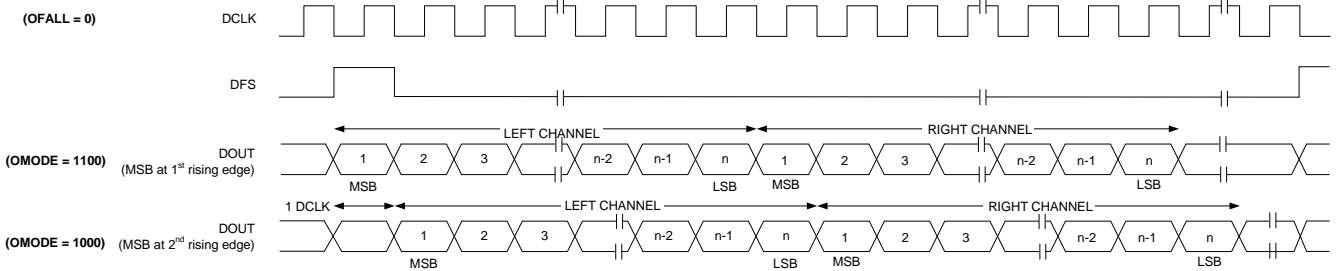 (OFALL = 0) DCLK
DFS
LEFT CHANNEL RIGHT CHANNEL
(OMODE = 1100) DOUT 1 2 3 n-2 n-1 n 1 2 3 n-2 n-1 n
(MSB at 1st rising edge)
MSB LSB MSB LSB
1 DCLK LEFT CHANNEL RIGHT CHANNEL
(OMODE = 1000) DOUT 1 2 3 n-2 n-1 n 1 2 3 n-2 n-1 n
(MSB at 2nd rising edge)
MSB LSB MSB LSB